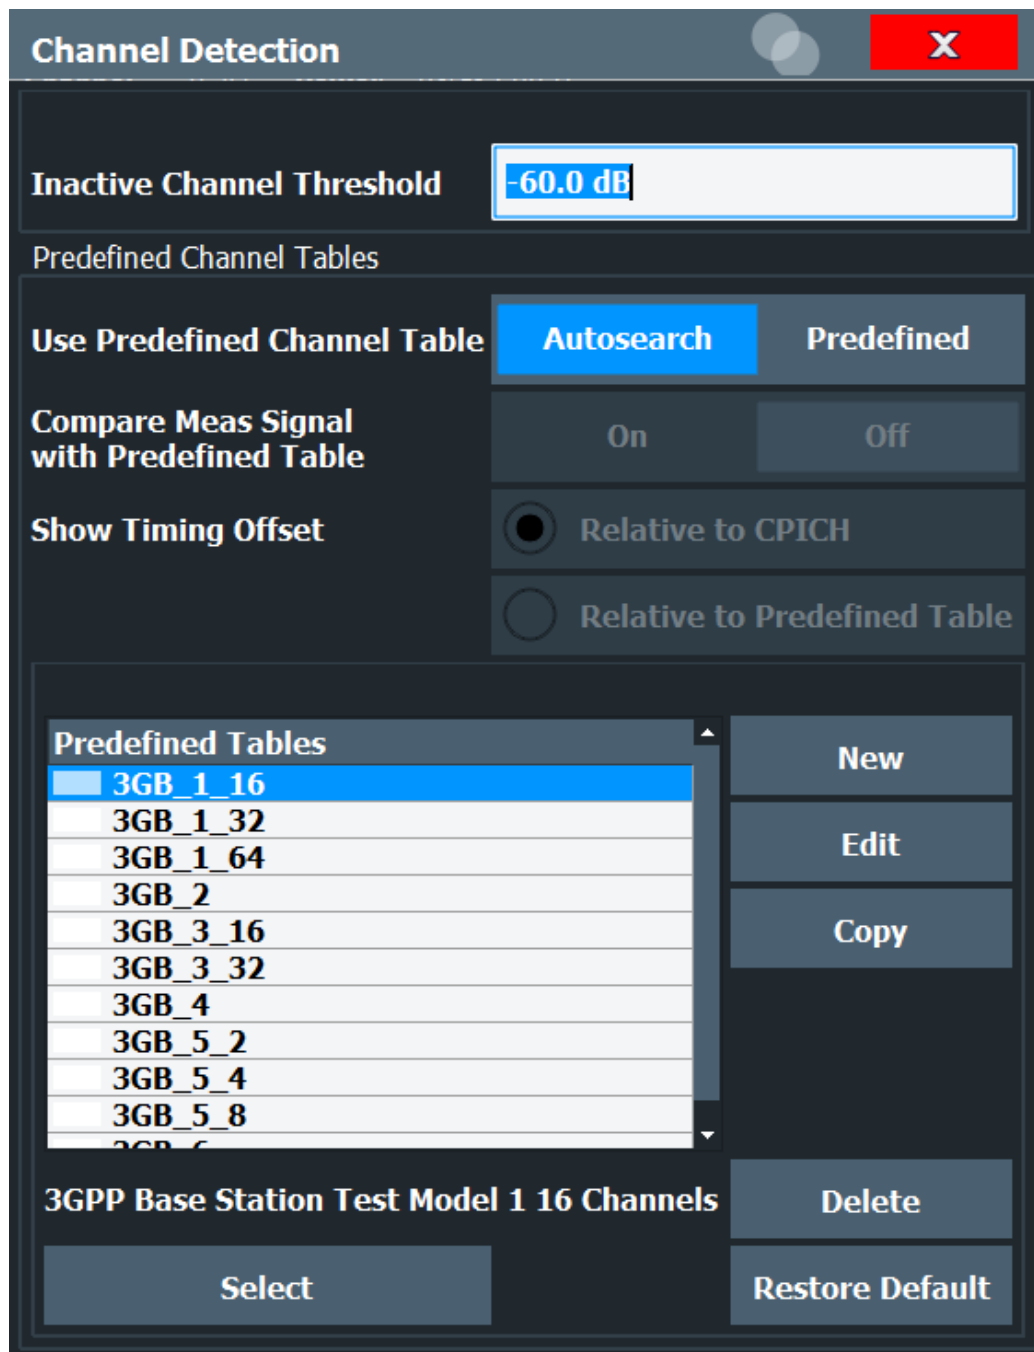 Channel Detection
X
Inactive Channel Threshold -60.0 dB
Predefined Channel Tables
Use Predefined Channel Table Autosearch Predefined
Compare Meas Signal
with Predefined Table On Off
Show Timing Offset Relative to CPICH
Relative to Predefined Table
Predefined Tables
3GB_1_16
3GB_1_32
3GB_1_64
3GB_2
3GB_3_16
3GB_3_32
3GB_4
3GB_5_2
3GB_5_4
3GB_5_8
New
Edit
Copy
3GPP Base Station Test Model 1 16 Channels
Delete
Select
Restore Default